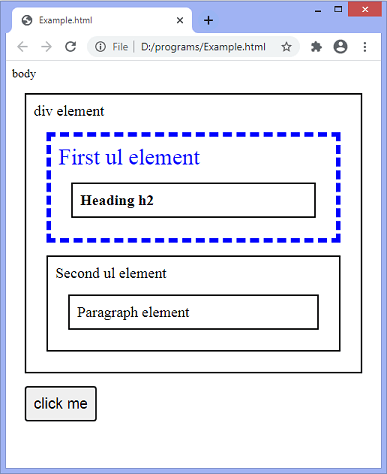 Example.html
File D:/programs/Example.html
body
div element
First ul element
Heading h2
Second ul element
Paragraph element
click me